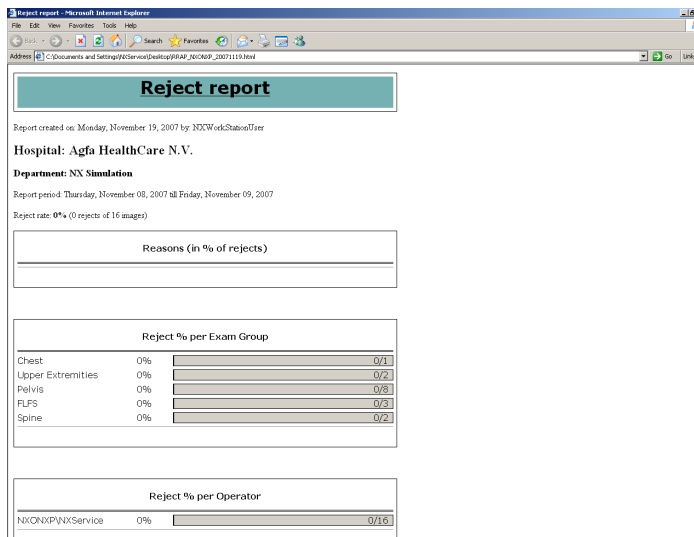 Reject report - Microsoft Internet Explorer
File Edit View Favorites Tools Help
Back Search Favorites
Address C:\Documents and Settings\NXService\Desktop\RRAP_NXONXP_20071119.html Go Links
Reject report
Report created on: Monday, November 19, 2007 by: NXWorkStationUser
Hospital: Agfa HealthCare N.V.
Department: NX Simulation
Report period: Thursday, November 08, 2007 till Friday, November 09, 2007
Reject rate: 0% (0 rejects of 16 images)
Reasons (in % of rejects)
Reject % per Exam Group
Chest 0% 0/1
Upper Extremities 0% 0/2
Pelvis 0% 0/8
FLFS 0% 0/3
Spine 0% 0/2
Reject % per Operator
NXONXP\NXService 0% 0/16